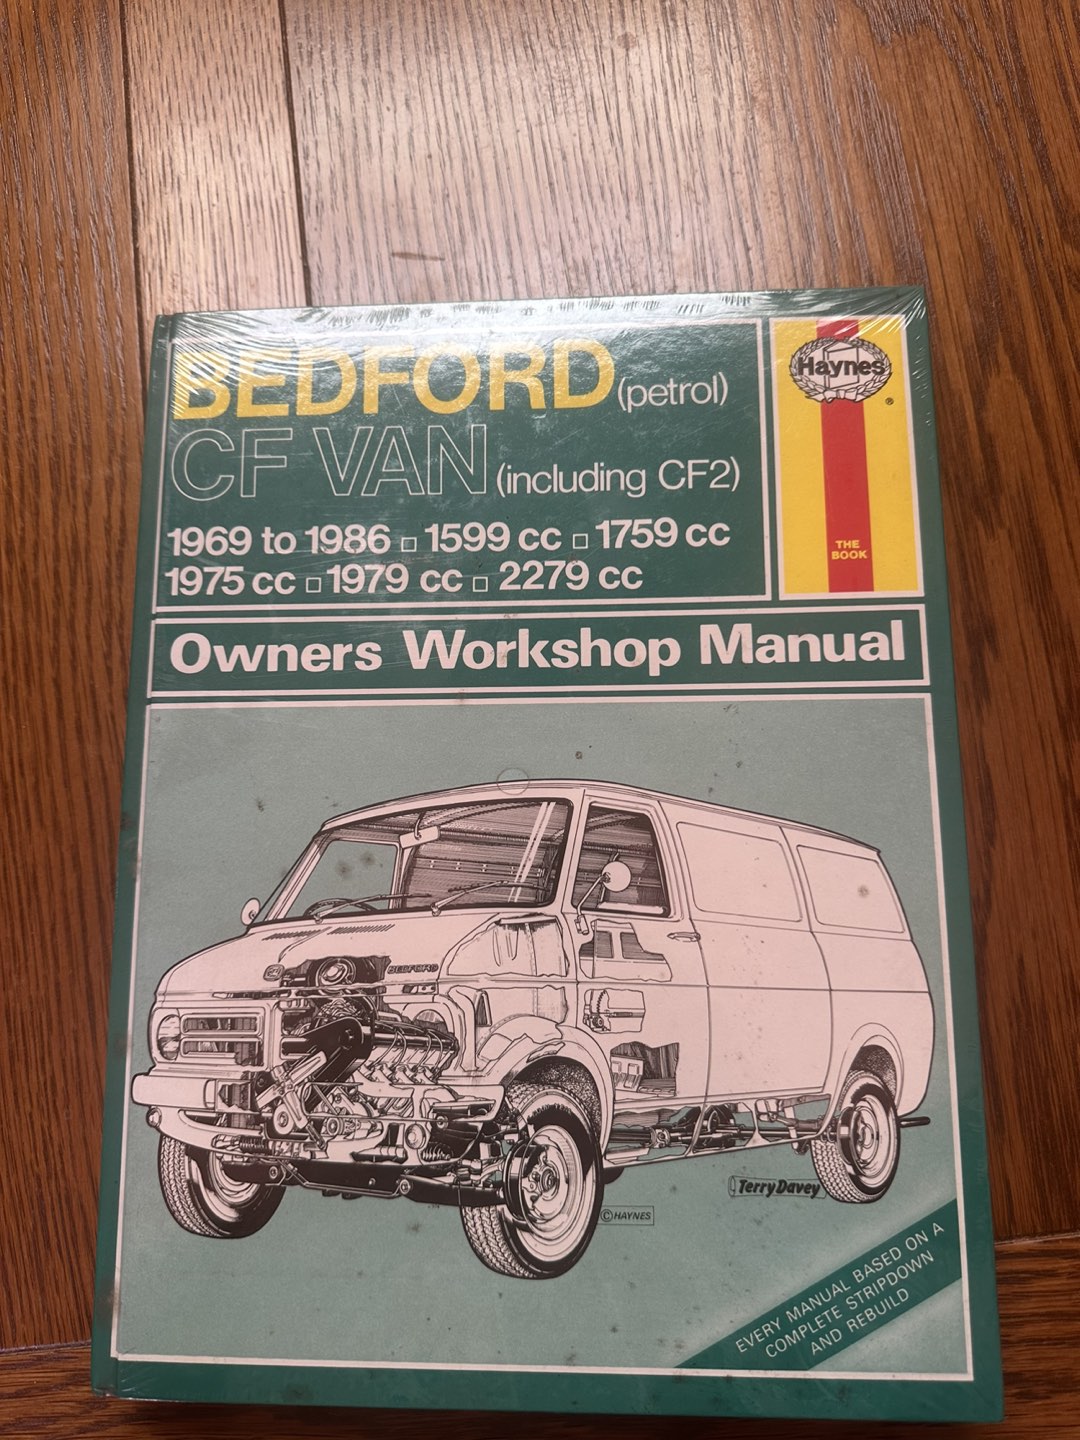 BEDFORD (petrol)
Haynes
®
CF VAN (including CF2)
1969 to 1986 □ 1599 cc □ 1759 cc
1975 cc □ 1979 cc □ 2279 cc
THE
BOOK
Owners Workshop Manual
BEDFORD
Terry Davey
© HAYNES
EVERY MANUAL BASED ON A
COMPLETE STRIPDOWN
AND REBUILD